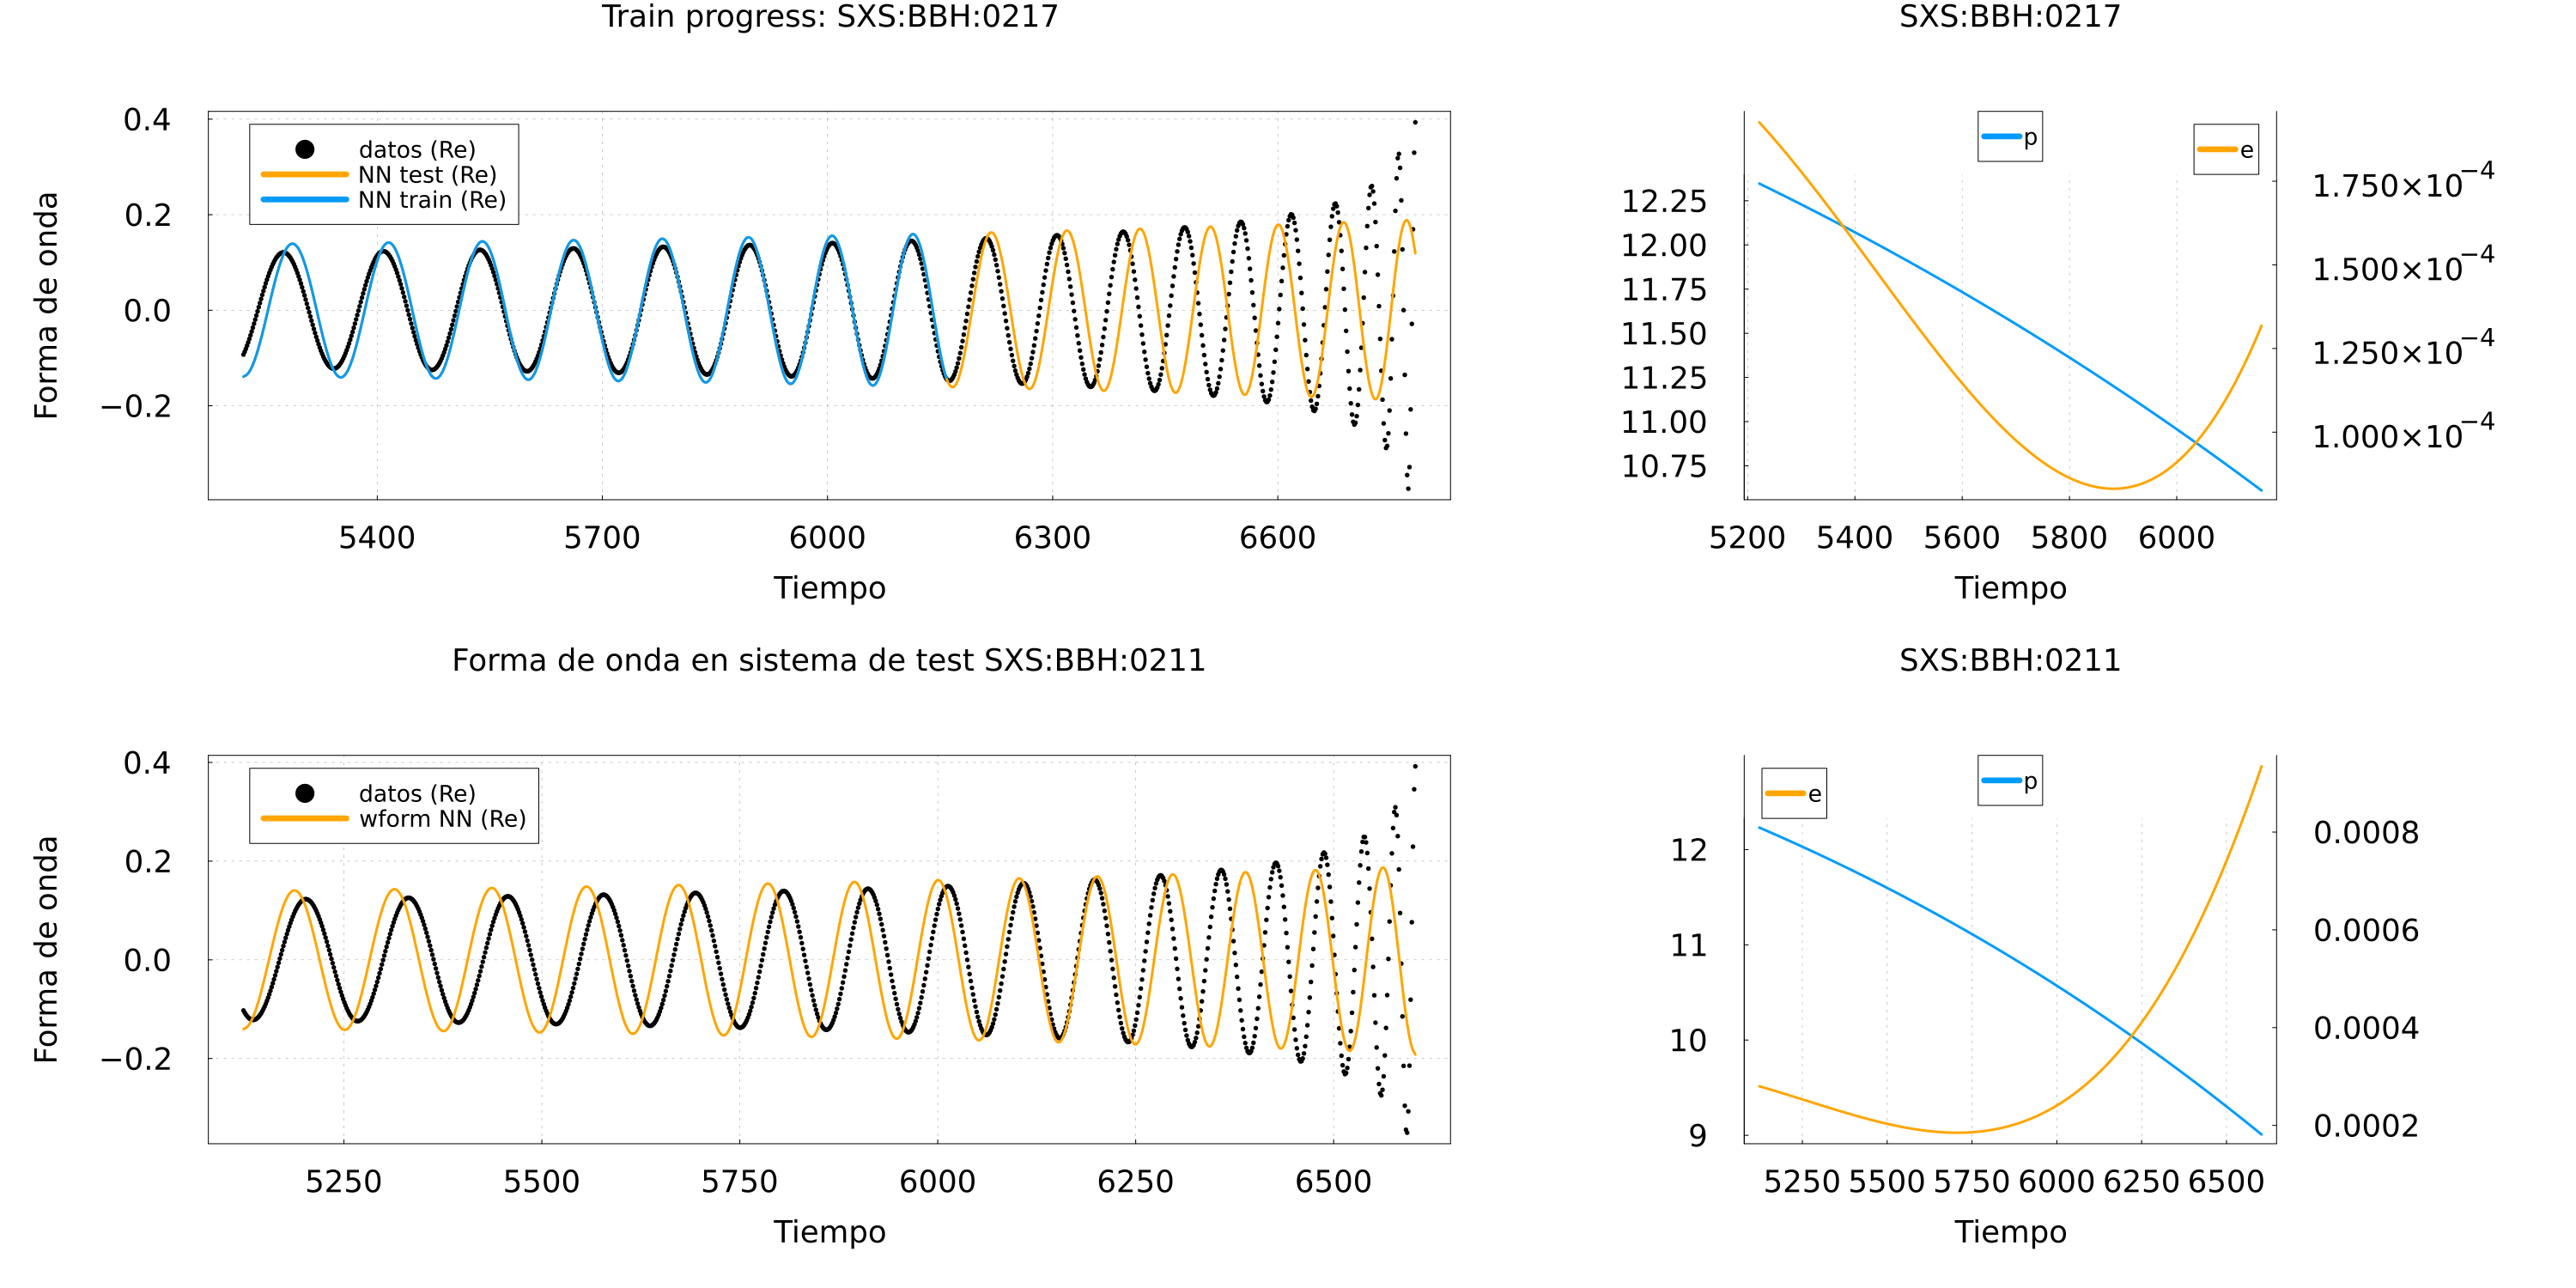 Train progress: SXS:BBH:0217
Forma de onda
0.4
0.2
0.0
−0.2
datos (Re)
NN test (Re)
NN train (Re)
5400 5700 6000 6300 6600
Tiempo
SXS:BBH:0217
p
e
12.25
12.00
11.75
11.50
11.25
11.00
10.75
1.750×10⁻⁴
1.500×10⁻⁴
1.250×10⁻⁴
1.000×10⁻⁴
5200 5400 5600 5800 6000
Tiempo
Forma de onda en sistema de test SXS:BBH:0211
Forma de onda
0.4
0.2
0.0
−0.2
datos (Re)
wform NN (Re)
5250 5500 5750 6000 6250 6500
Tiempo
SXS:BBH:0211
e
p
12
11
10
9
0.0008
0.0006
0.0004
0.0002
5250 5500 5750 6000 6250 6500
Tiempo